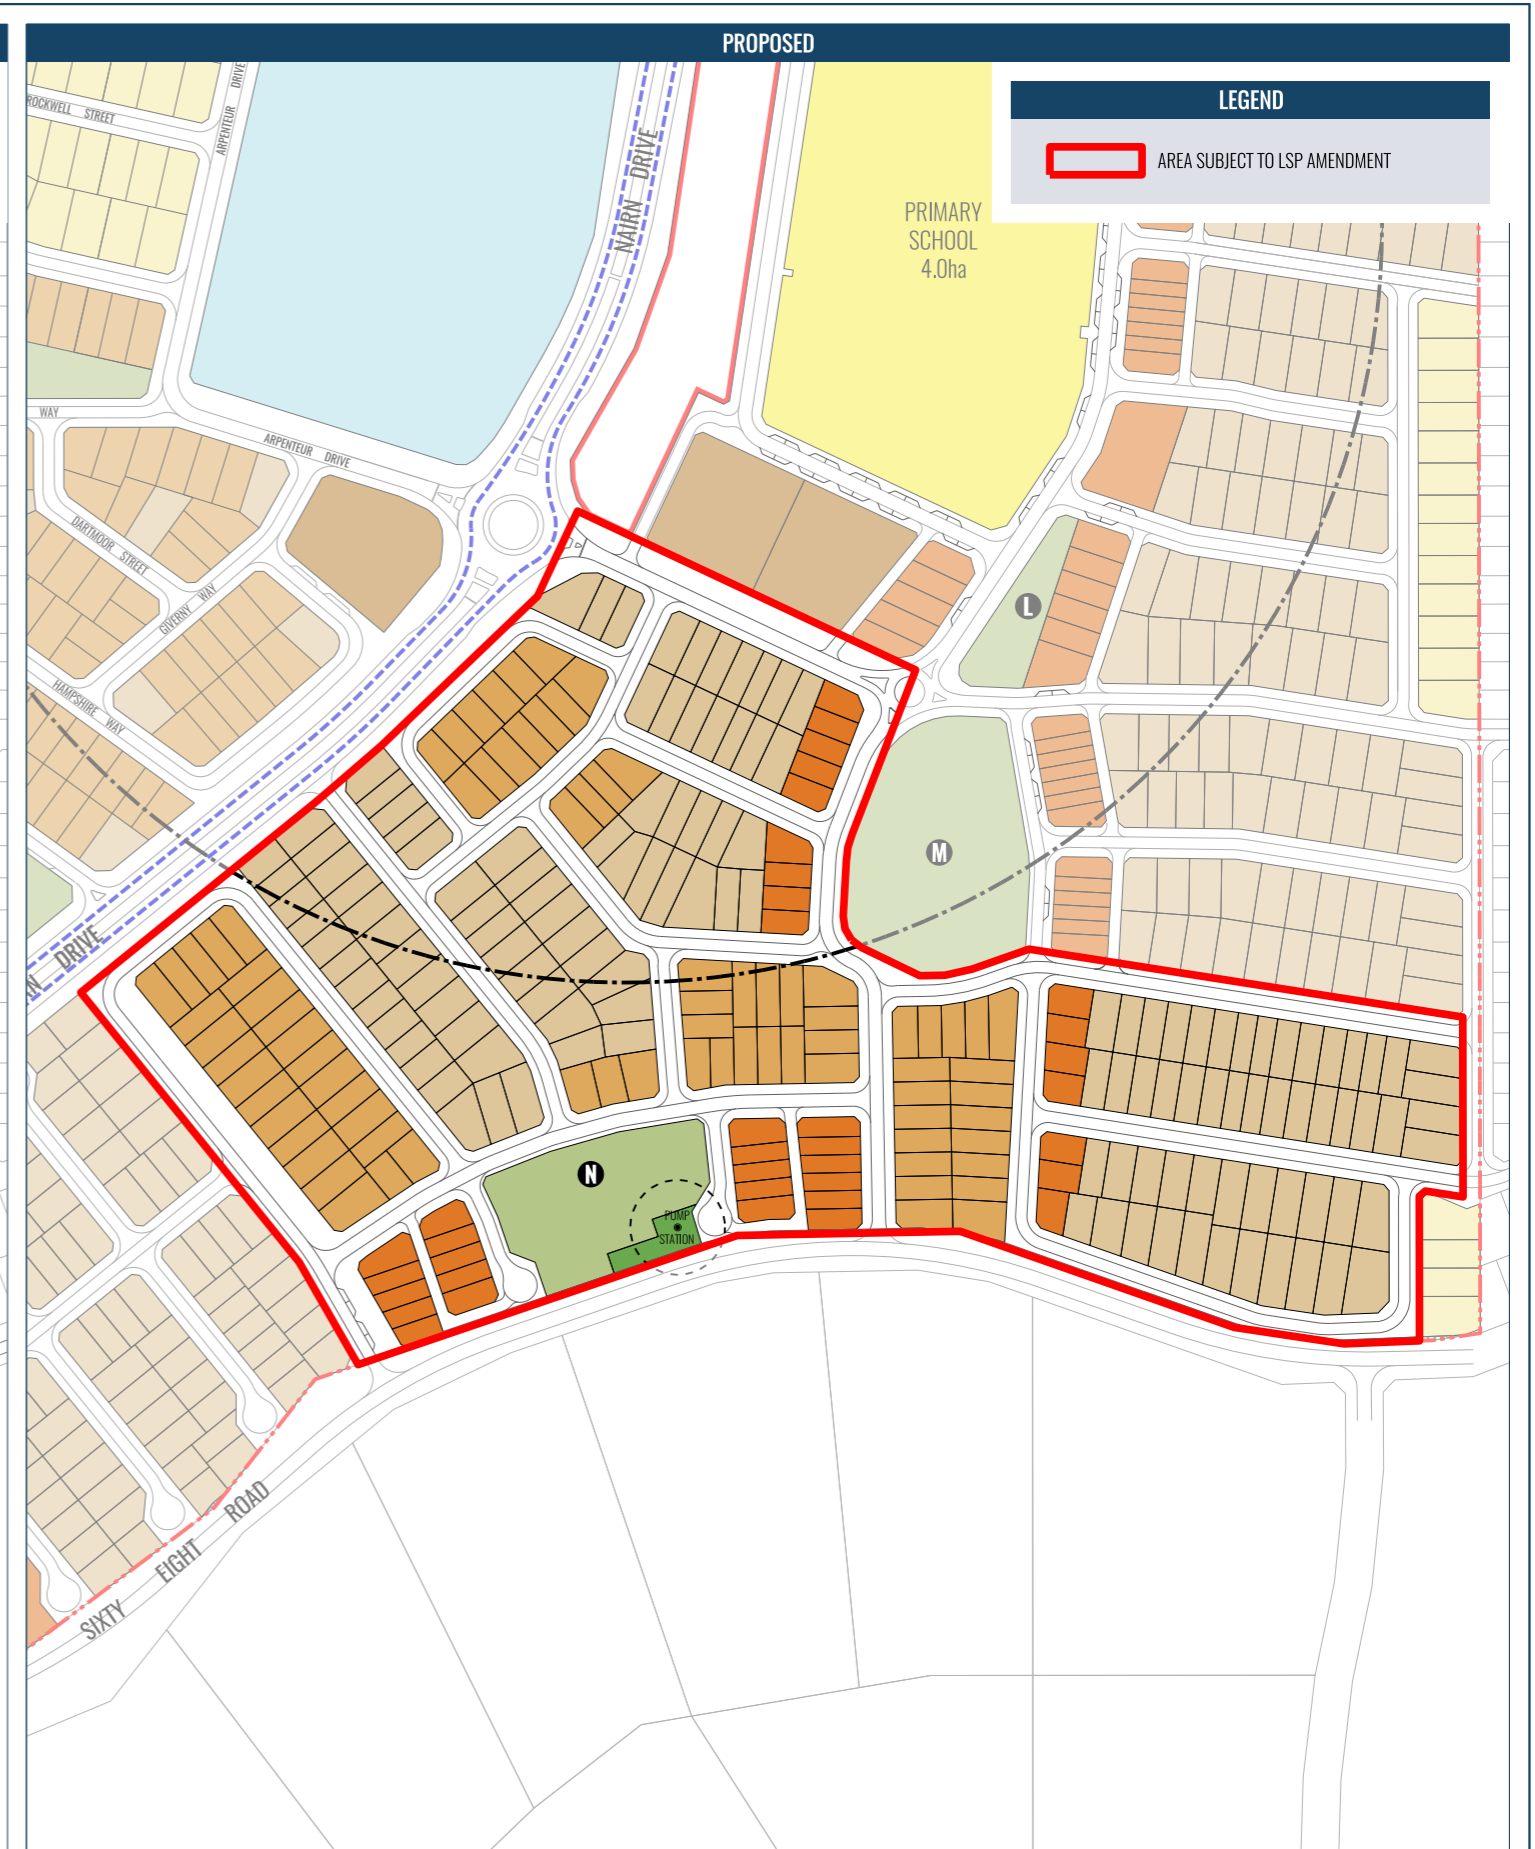 PROPOSED
LEGEND
AREA SUBJECT TO LSP AMENDMENT
ROCKWELL STREET
ARPENTEUR DRIVE
NAIRN DRIVE
PRIMARY
SCHOOL
4.0ha
WAY
ARPENTEUR DRIVE
DARTMOOR STREET
GIVERNY WAY
HAMPSHIRE WAY
L
M
DRIVE
N
PUMP
STATION
SIXTY EIGHT ROAD